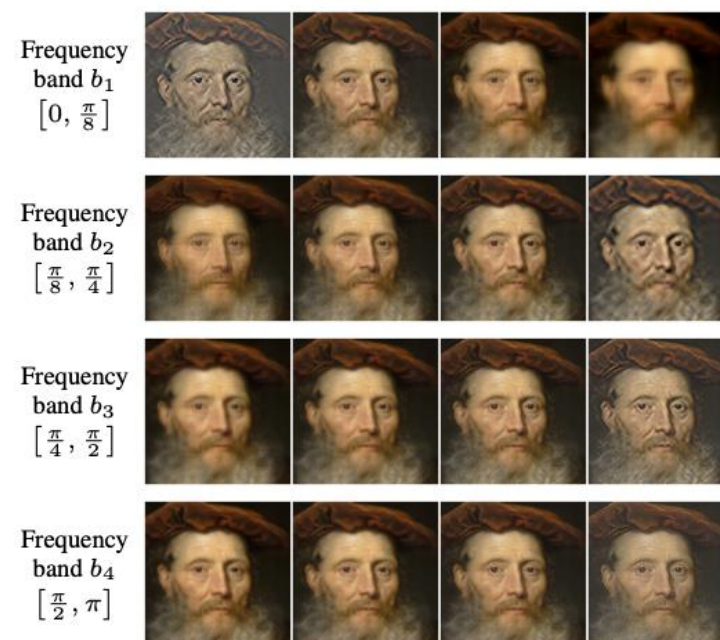 Frequency
band b₁
[0, π/8]
Frequency
band b₂
[π/8, π/4]
Frequency
band b₃
[π/4, π/2]
Frequency
band b₄
[π/2, π]